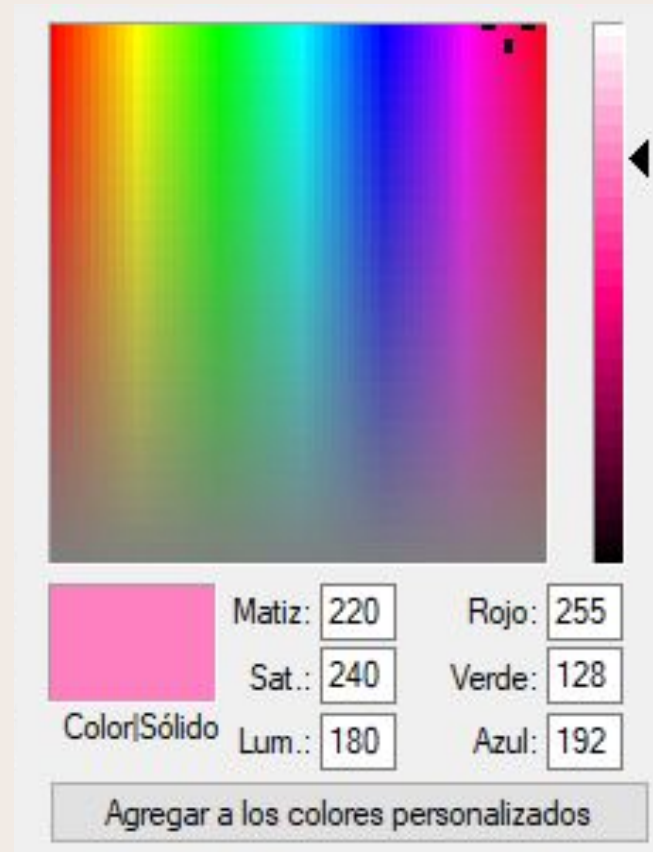 Matiz: 220 Rojo: 255
Sat.: 240 Verde: 128
Color|Sólido Lum.: 180 Azul: 192
Agregar a los colores personalizados